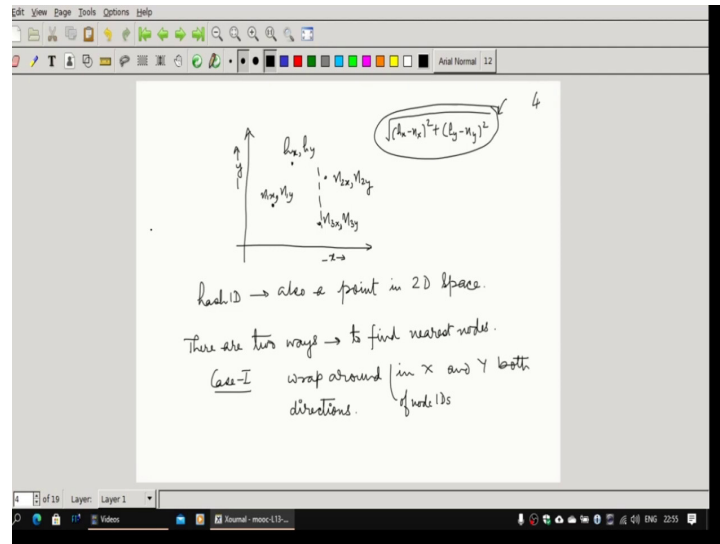 Edit View Page Tools Options Help
Arial Normal 12
4
√(hx-nx)²+(hy-ny)²
y
hx, hy
n2x, n2y
n1x, n1y
n3x, n3y
-x→
hashID → also a point in 2D space.
There are two ways → to find nearest nodes.
Case-I wrap around in X and Y both
directions. of node IDs
4 of 19 Layer: Layer 1
Videos Xournal - mooc-L13-... ENG 22:55